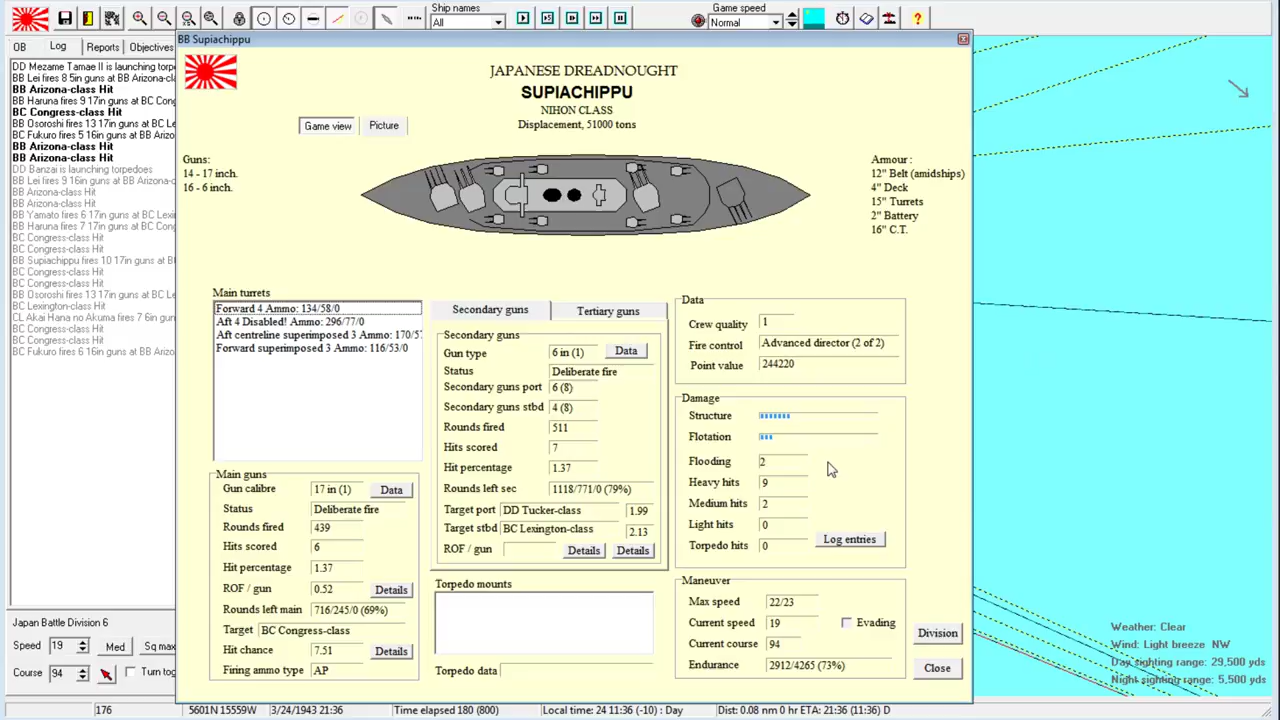 Ship names
All
Game speed
Normal
OB
Log
Reports
Objectives
BB Supiachippu
DD Mezame Tamae II is launching
BB Lei fires 8 5in guns at BB Arizona-cl
BB Arizona-class Hit
BB Haruna fires 9 17in guns at BC Co
BC Congress-class Hit
BB Osoroshi fires 13 17in guns at BC L
BC Fukuro fires 5 16in guns at BB Ariz
BB Arizona-class Hit
BB Arizona-class Hit
DD Banzai is launching torpedoes
BB Lei fires 9 16in guns at BB Arizona-
BB Arizona-class Hit
BB Arizona-class Hit
BB Yamato fires 6 17in guns at BC Lexi
BB Haruna fires 7 17in guns at BC
BC Congress-class Hit
BC Congress-class Hit
BB Supiachippu fires 10 17in guns at
BC Congress-class Hit
BC Congress-class Hit
BB Osoroshi fires 13 17in guns at BC
BC Lexington-class Hit
CL Akai Hana no Akuma fires 7 6in
BC Congress-class Hit
BC Congress-class Hit
BC Fukuro fires 6 16in guns at BB
JAPANESE DREADNOUGHT
SUPIACHIPPU
NIHON CLASS
Displacement, 51000 tons
Game view
Picture
Guns:
14 - 17 inch.
16 - 6 inch.
Armour :
12" Belt (amidships)
4" Deck
15" Turrets
2" Battery
16" C.T.
Main turrets
Forward 4 Ammo: 134/58/0
Aft 4 Disabled! Ammo: 296/77/0
Aft centreline superimposed 3 Ammo: 170/5
Forward superimposed 3 Ammo: 116/53/0
Main guns
Gun calibre 17 in (1) Data
Status Deliberate fire
Rounds fired 439
Hits scored 6
Hit percentage 1.37
ROF / gun 0.52 Details
Rounds left main 716/245/0 (69%)
Target BC Congress-class
Hit chance 7.51 Details
Firing ammo type AP
Secondary guns
Tertiary guns
Secondary guns
Gun type 6 in (1) Data
Status Deliberate fire
Secondary guns port 6 (8)
Secondary guns stbd 4 (8)
Rounds fired 511
Hits scored 7
Hit percentage 1.37
Rounds left sec 1118/771/0 (79%)
Target port DD Tucker-class 1.99
Target stbd BC Lexington-class 2.13
ROF / gun Details Details
Torpedo mounts
Torpedo data
Data
Crew quality 1
Fire control Advanced director (2 of 2)
Point value 244220
Damage
Structure
Flotation
Flooding 2
Heavy hits 9
Medium hits 2
Light hits 0
Torpedo hits 0
Log entries
Maneuver
Max speed 22/23
Current speed 19
Evading
Current course 94
Endurance 2912/4265 (73%)
Division
Close
Japan Battle Division 6
Speed 19 Med Sq max
Course 94 Turn tog
Weather: Clear
Wind: Light breeze NW
Day sighting range: 29,500 yds
Night sighting range: 5,500 yds
176
5601N 15559W
3/24/1943 21:36
Time elapsed 180 (800)
Local time: 24 11:36 (-10) : Day
Dist: 0.08 nm 0 hr ETA: 21:36 (11:36) D